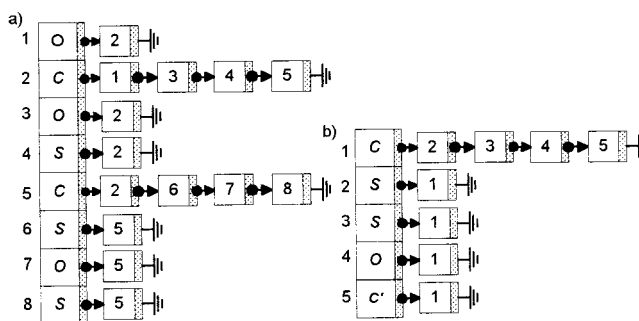 a)
1 O 2
2 C 1 3 4 5
3 O 2
4 S 2
5 C 2 6 7 8
6 S 5
7 O 5
8 S 5
b)
1 C 2 3 4 5
2 S 1
3 S 1
4 O 1
5 C' 1